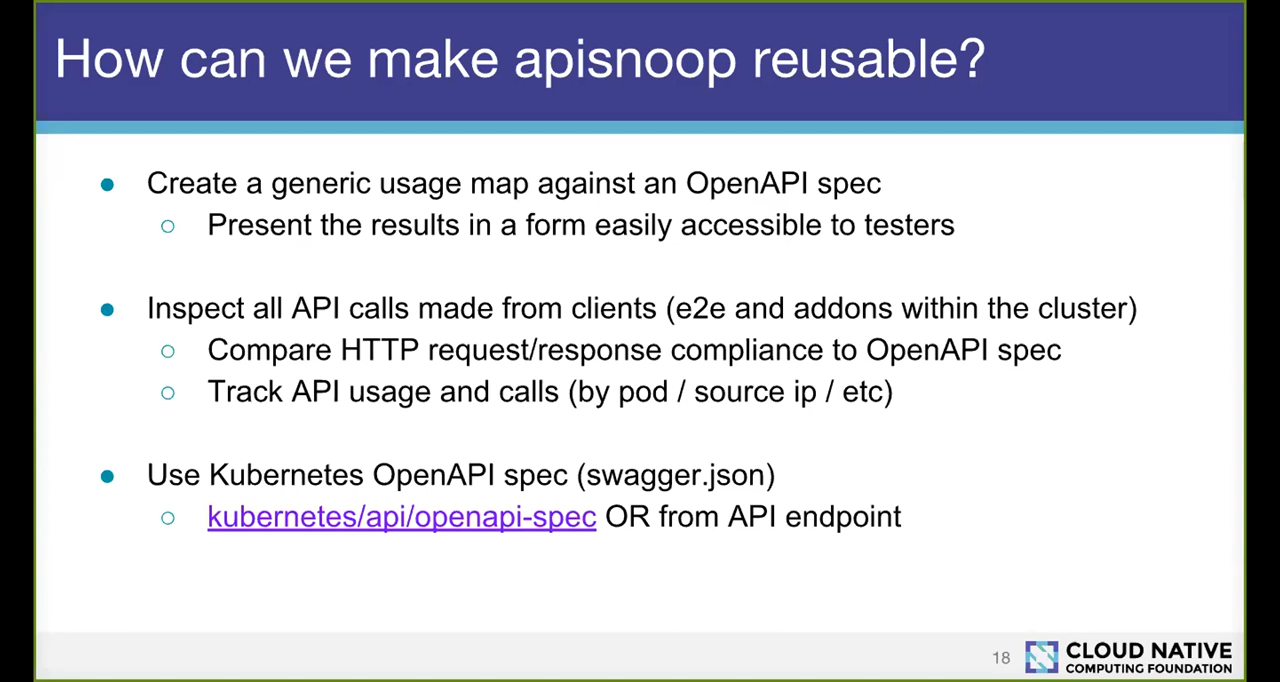 How can we make apisnoop reusable?
● Create a generic usage map against an OpenAPI spec
○ Present the results in a form easily accessible to testers
● Inspect all API calls made from clients (e2e and addons within the cluster)
○ Compare HTTP request/response compliance to OpenAPI spec
○ Track API usage and calls (by pod / source ip / etc)
● Use Kubernetes OpenAPI spec (swagger.json)
○ kubernetes/api/openapi-spec OR from API endpoint
18
CLOUD NATIVE
COMPUTING FOUNDATION